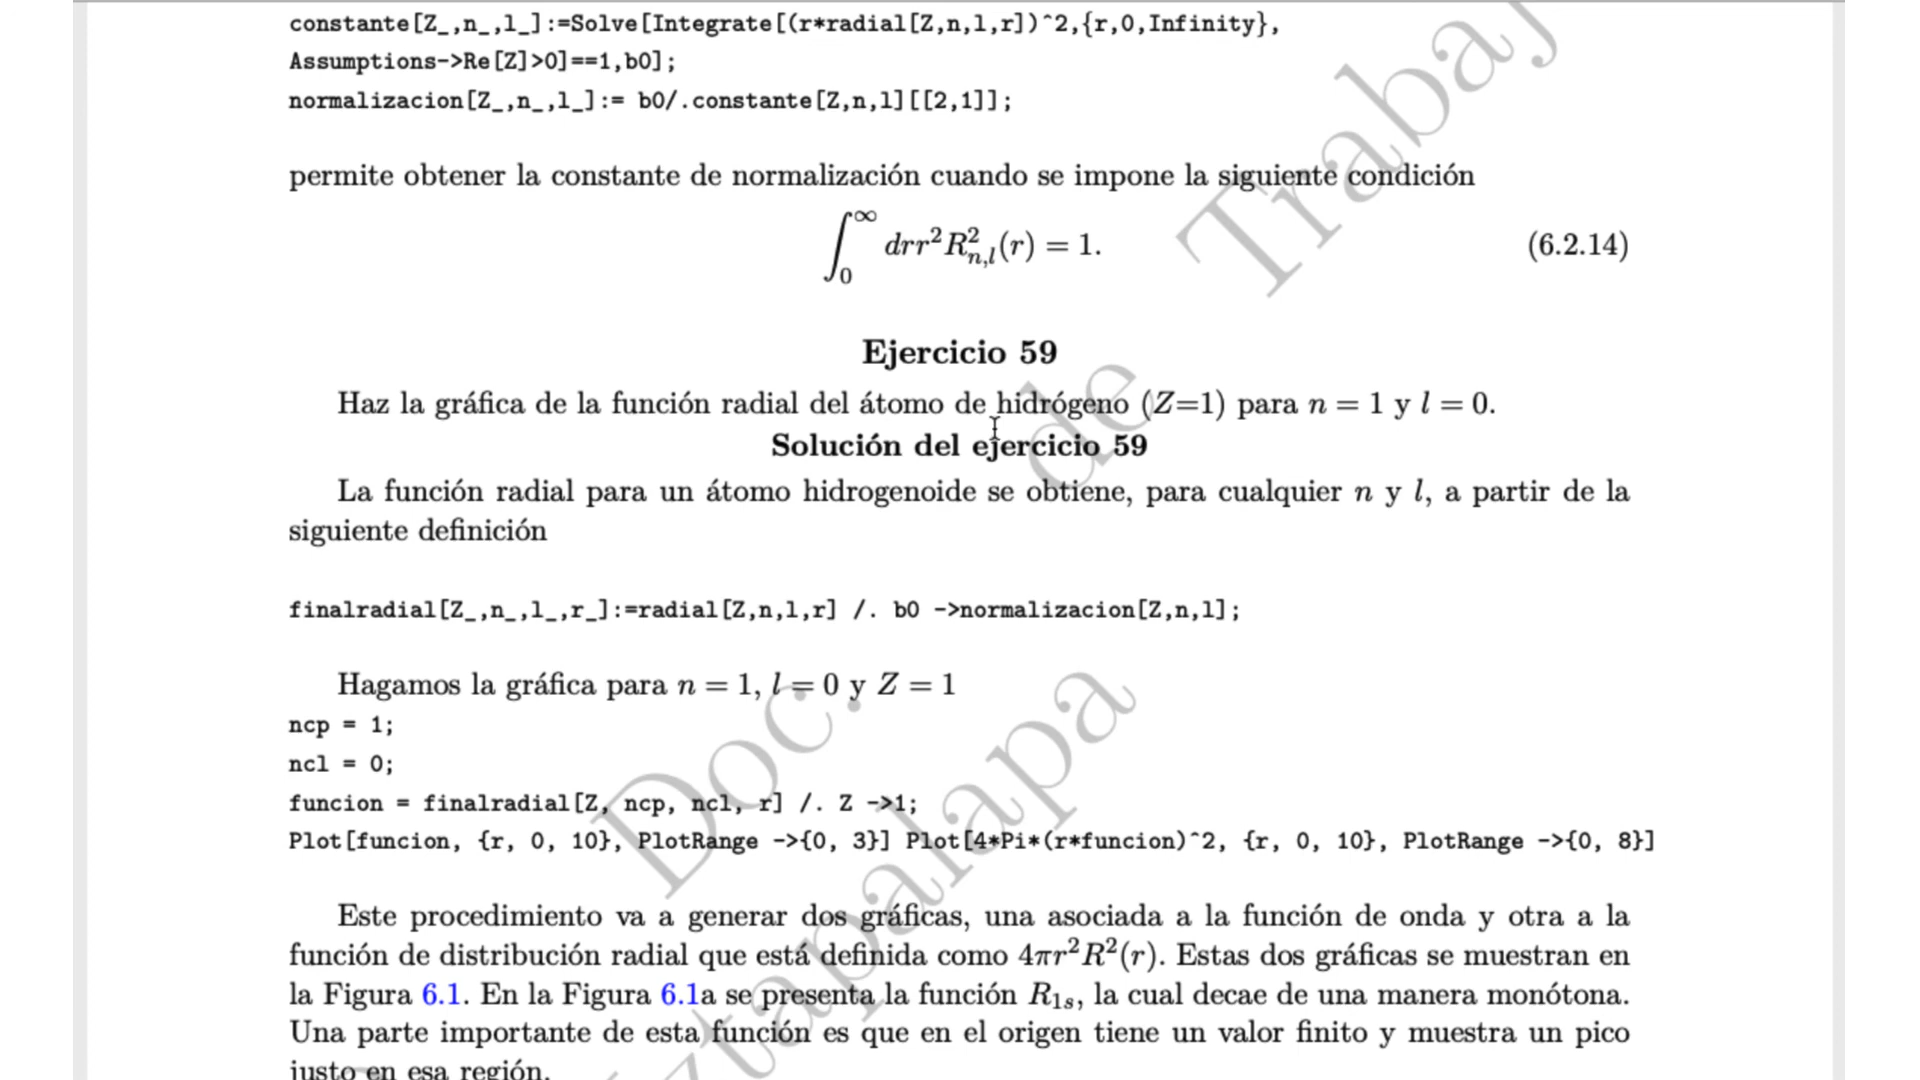 constante[Z_,n_,l_]:=Solve[Integrate[(r*radial[Z,n,l,r])^2,{r,0,Infinity},
Assumptions->Re[Z]>0]==1,b0];
normalizacion[Z_,n_,l_]:= b0/.constante[Z,n,l][[2,1]];
permite obtener la constante de normalización cuando se impone la siguiente condición
∫₀^∞ drr²R²ₙ,ₗ(r) = 1. (6.2.14)
Ejercicio 59
Haz la gráfica de la función radial del átomo de hidrógeno (Z=1) para n = 1 y l = 0.
Solución del ejercicio 59
La función radial para un átomo hidrogenoide se obtiene, para cualquier n y l, a partir de la
siguiente definición
finalradial[Z_,n_,l_,r_]:=radial[Z,n,l,r] /. b0 ->normalizacion[Z,n,l];
Hagamos la gráfica para n = 1, l = 0 y Z = 1
ncp = 1;
ncl = 0;
funcion = finalradial[Z, ncp, ncl, r] /. Z ->1;
Plot[funcion, {r, 0, 10}, PlotRange ->{0, 3}] Plot[4*Pi*(r*funcion)^2, {r, 0, 10}, PlotRange ->{0, 8}]
Este procedimiento va a generar dos gráficas, una asociada a la función de onda y otra a la
función de distribución radial que está definida como 4πr²R²(r). Estas dos gráficas se muestran en
la Figura 6.1. En la Figura 6.1a se presenta la función R₁ₛ, la cual decae de una manera monótona.
Una parte importante de esta función es que en el origen tiene un valor finito y muestra un pico
justo en esa región.
Doc. de Trabaj
ztapalapa